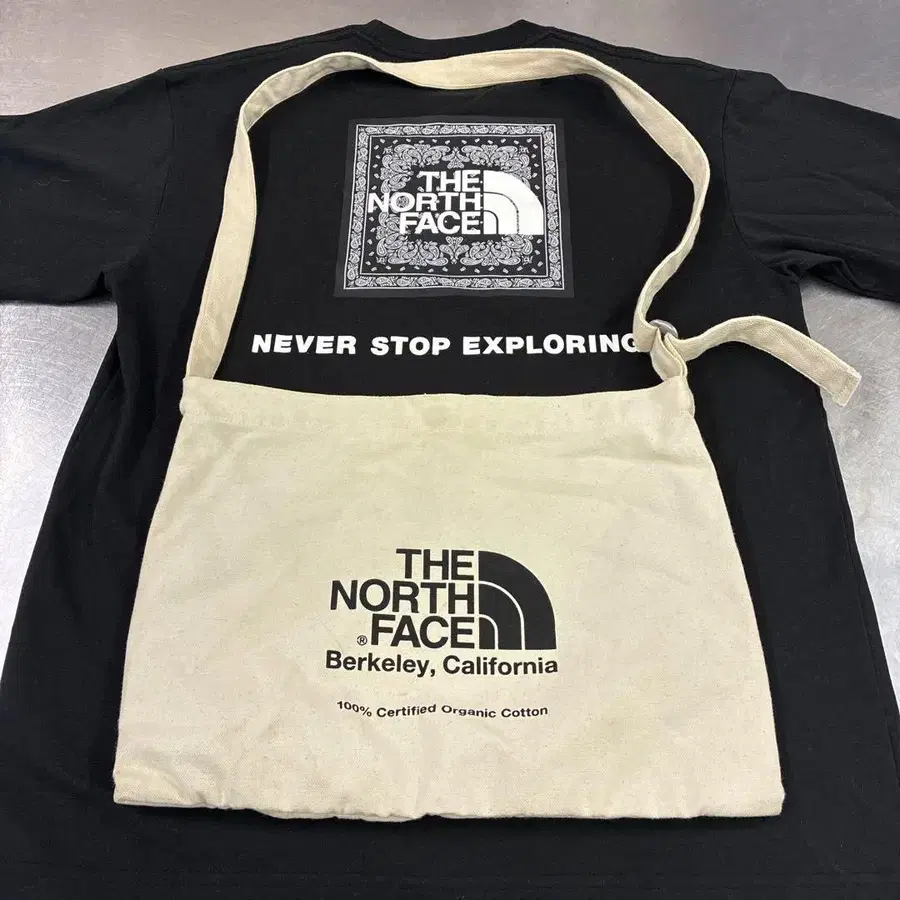 THE
NORTH
FACE
NEVER STOP EXPLORING
THE
NORTH
® FACE
Berkeley, California
100% Certified Organic Cotton